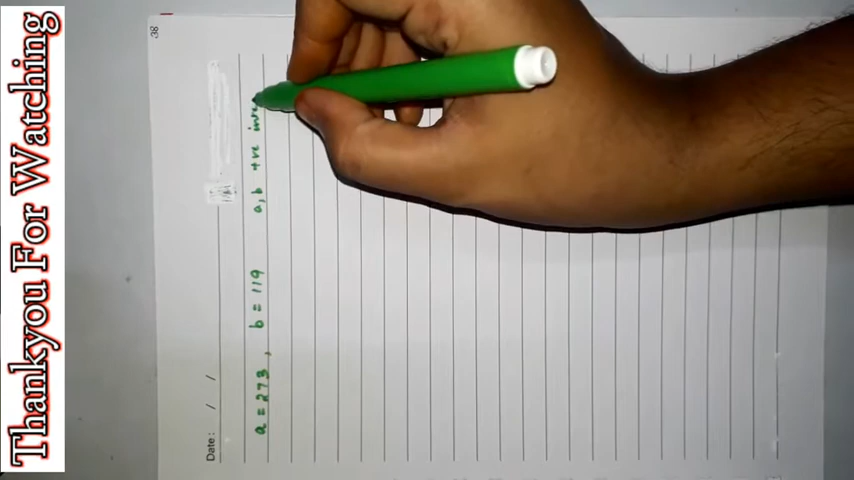 Thankyou For Watching
38
Date: / /
a = 273, b = 119 a, b +ve